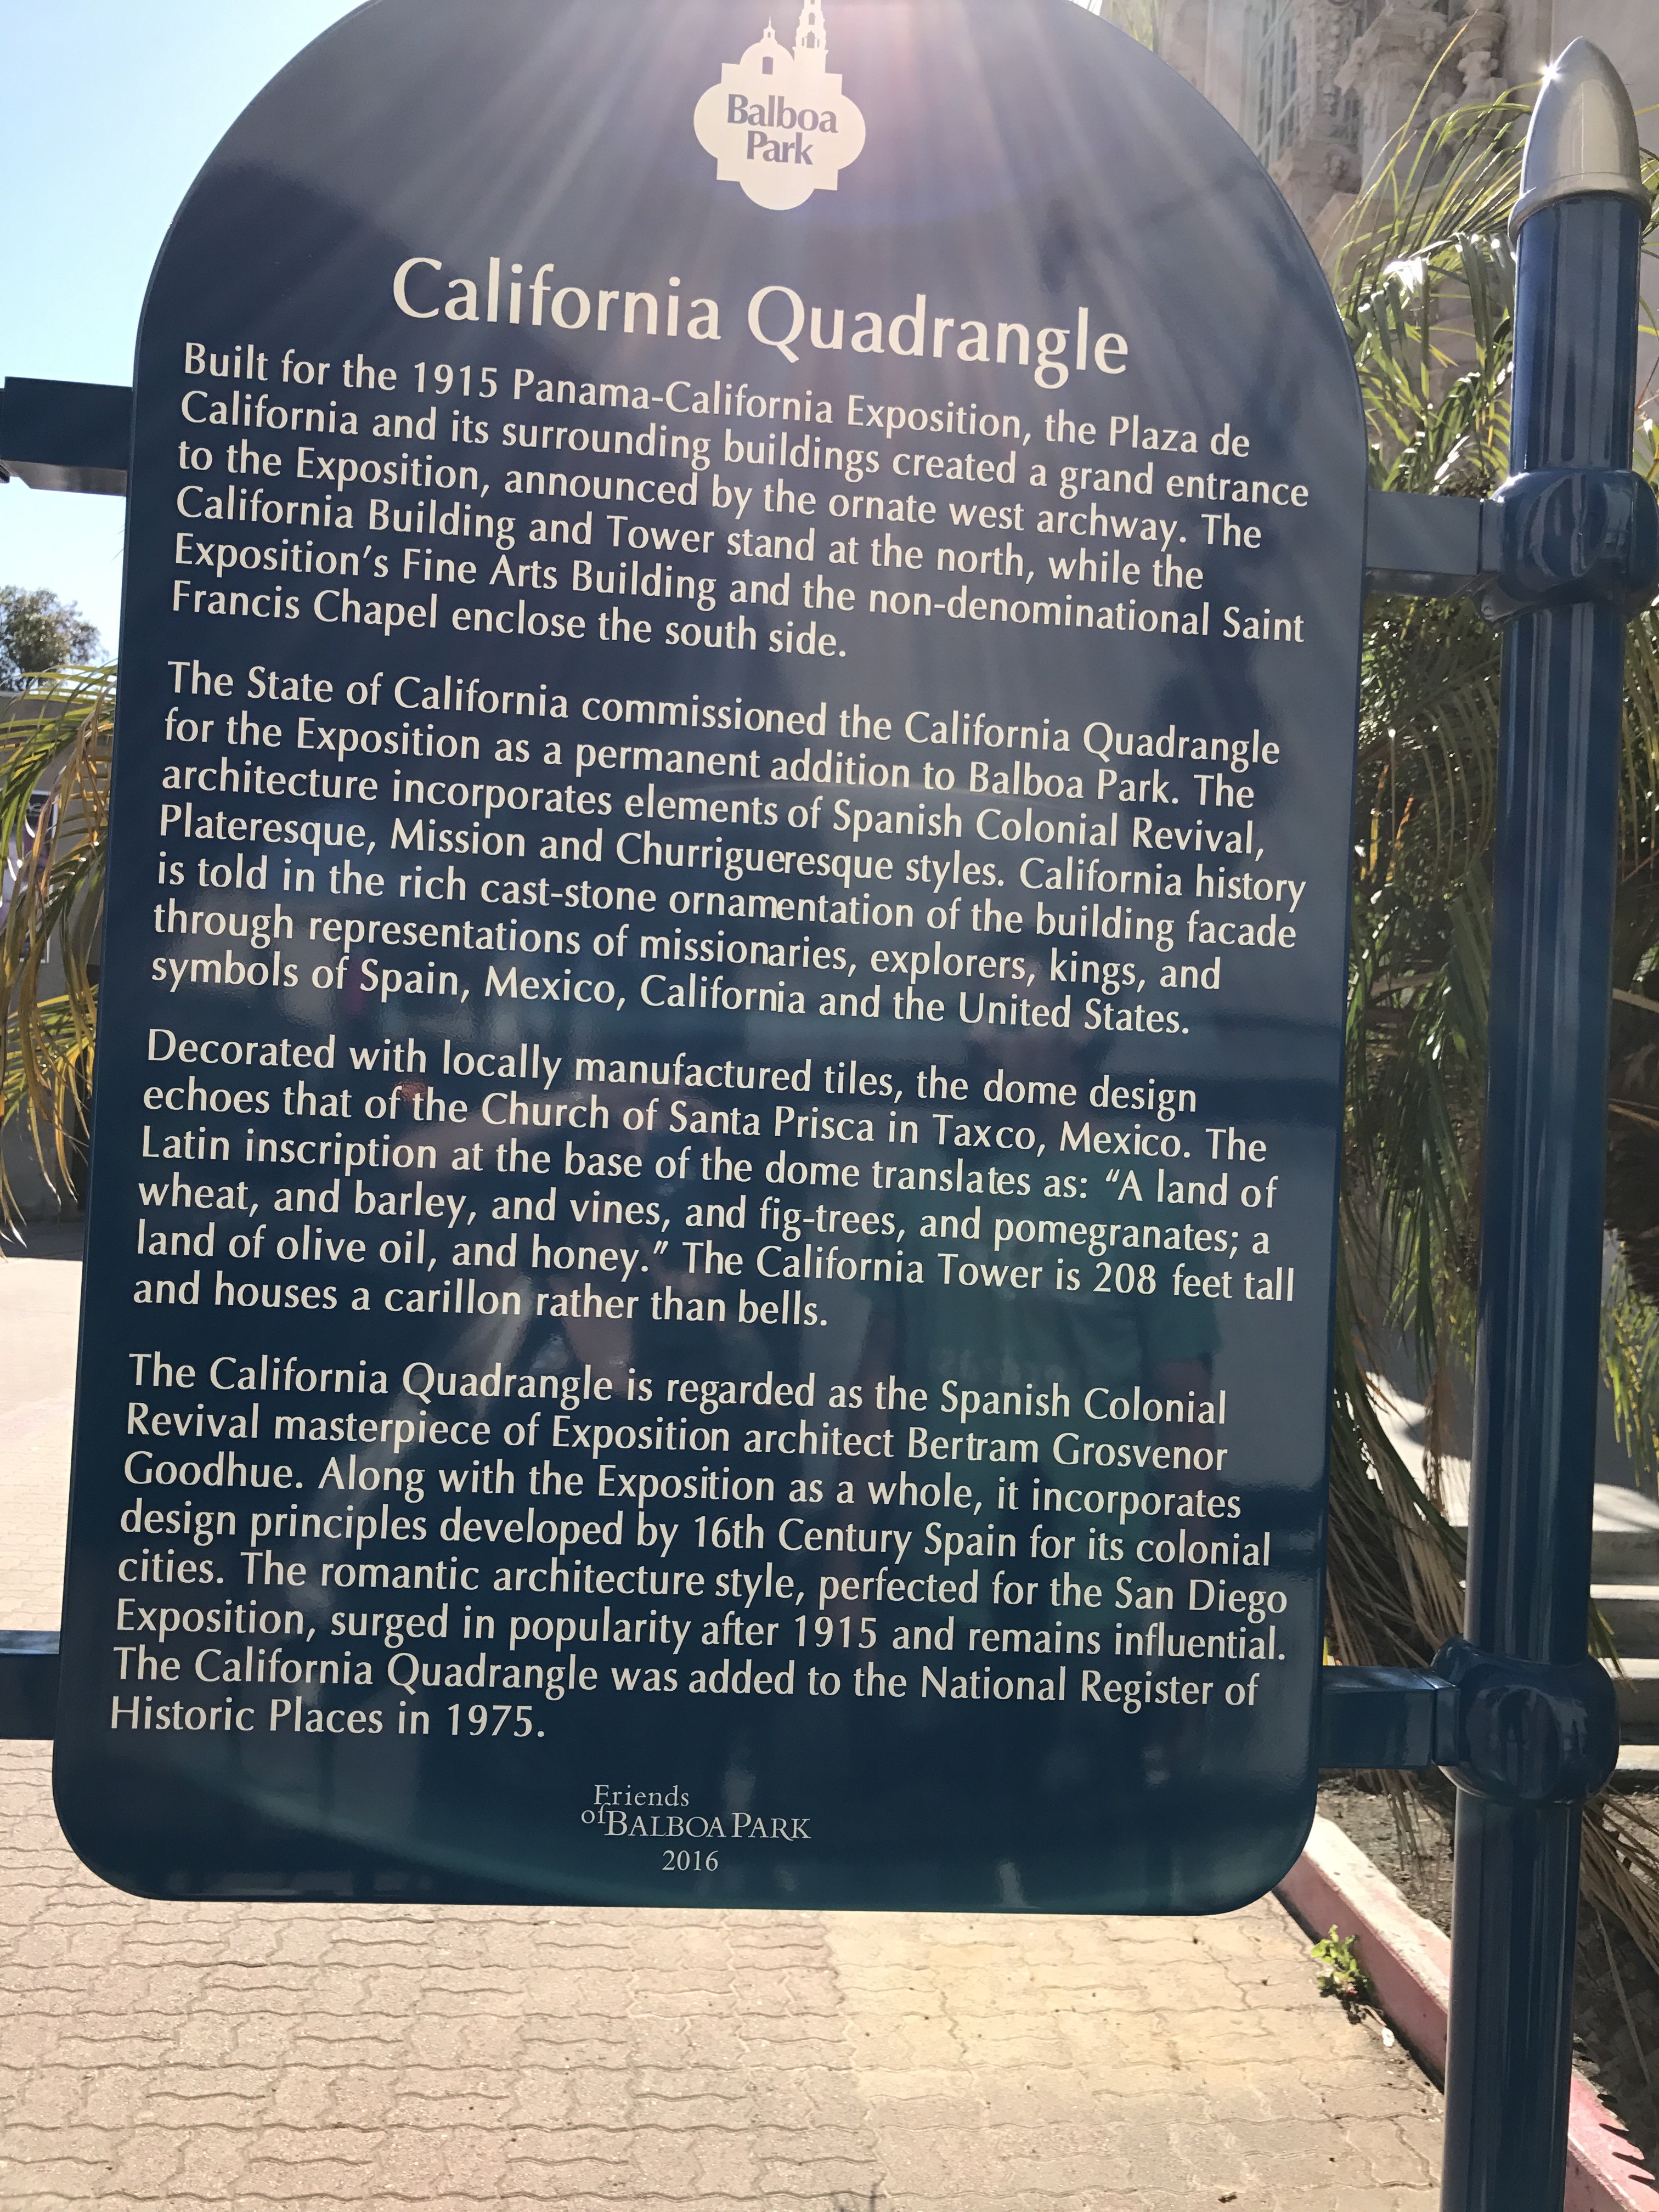 Balboa
Park
California Quadrangle
Built for the 1915 Panama-California Exposition, the Plaza de
California and its surrounding buildings created a grand entrance
to the Exposition, announced by the ornate west archway. The
California Building and Tower stand at the north, while the
Exposition's Fine Arts Building and the non-denominational Saint
Francis Chapel enclose the south side.
The State of California commissioned the California Quadrangle
for the Exposition as a permanent addition to Balboa Park. The
architecture incorporates elements of Spanish Colonial Revival,
Plateresque, Mission and Churrigueresque styles. California history
is told in the rich cast-stone ornamentation of the building facade
through representations of missionaries, explorers, kings, and
symbols of Spain, Mexico, California and the United States.
Decorated with locally manufactured tiles, the dome design
echoes that of the Church of Santa Prisca in Taxco, Mexico. The
Latin inscription at the base of the dome translates as: “A land of
wheat, and barley, and vines, and fig-trees, and pomegranates; a
land of olive oil, and honey.” The California Tower is 208 feet tall
and houses a carillon rather than bells.
The California Quadrangle is regarded as the Spanish Colonial
Revival masterpiece of Exposition architect Bertram Grosvenor
Goodhue. Along with the Exposition as a whole, it incorporates
design principles developed by 16th Century Spain for its colonial
cities. The romantic architecture style, perfected for the San Diego
Exposition, surged in popularity after 1915 and remains influential.
The California Quadrangle was added to the National Register of
Historic Places in 1975.
Friends
of BALBOA PARK
2016